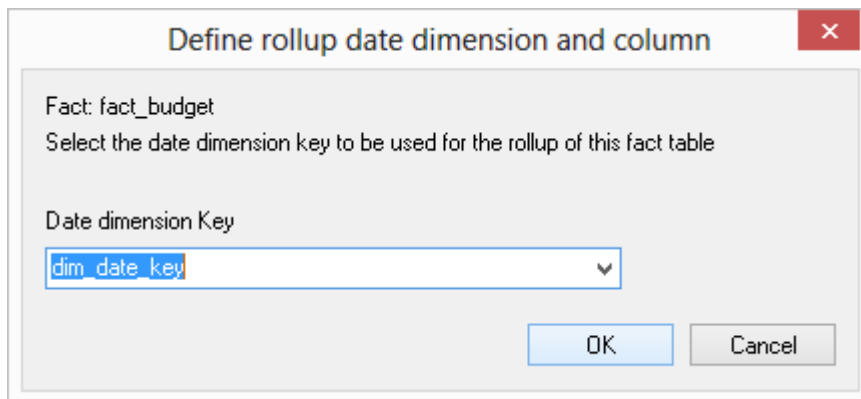 Define rollup date dimension and column
Fact: fact_budget
Select the date dimension key to be used for the rollup of this fact table
Date dimension Key
dim_date_key
OK Cancel